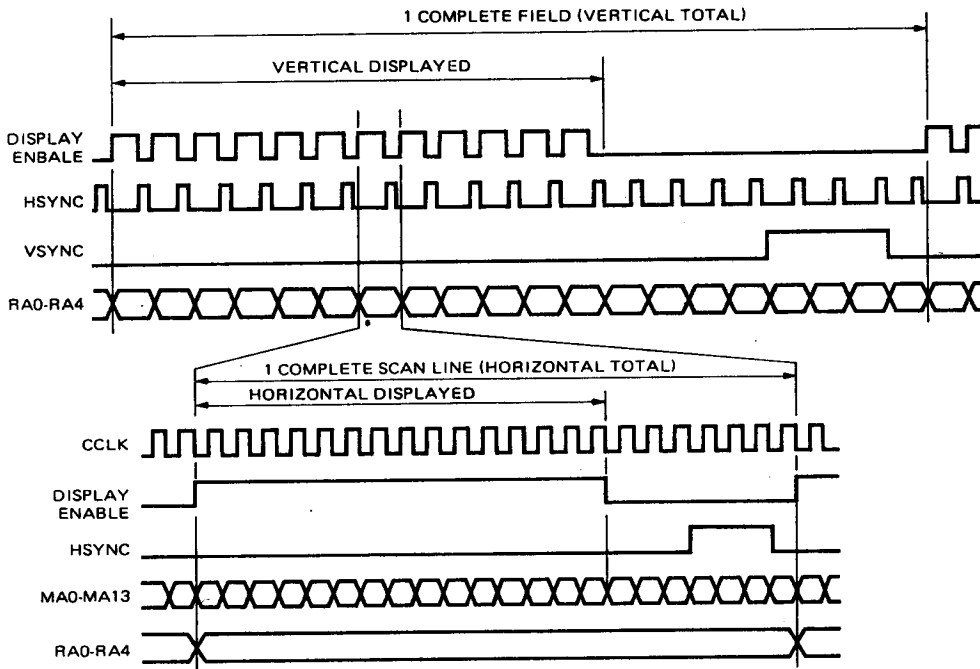 1 COMPLETE FIELD (VERTICAL TOTAL)
VERTICAL DISPLAYED
DISPLAY
ENBALE
HSYNC
VSYNC
RA0-RA4
1 COMPLETE SCAN LINE (HORIZONTAL TOTAL)
HORIZONTAL DISPLAYED
CCLK
DISPLAY
ENABLE
HSYNC
MA0-MA13
RA0-RA4